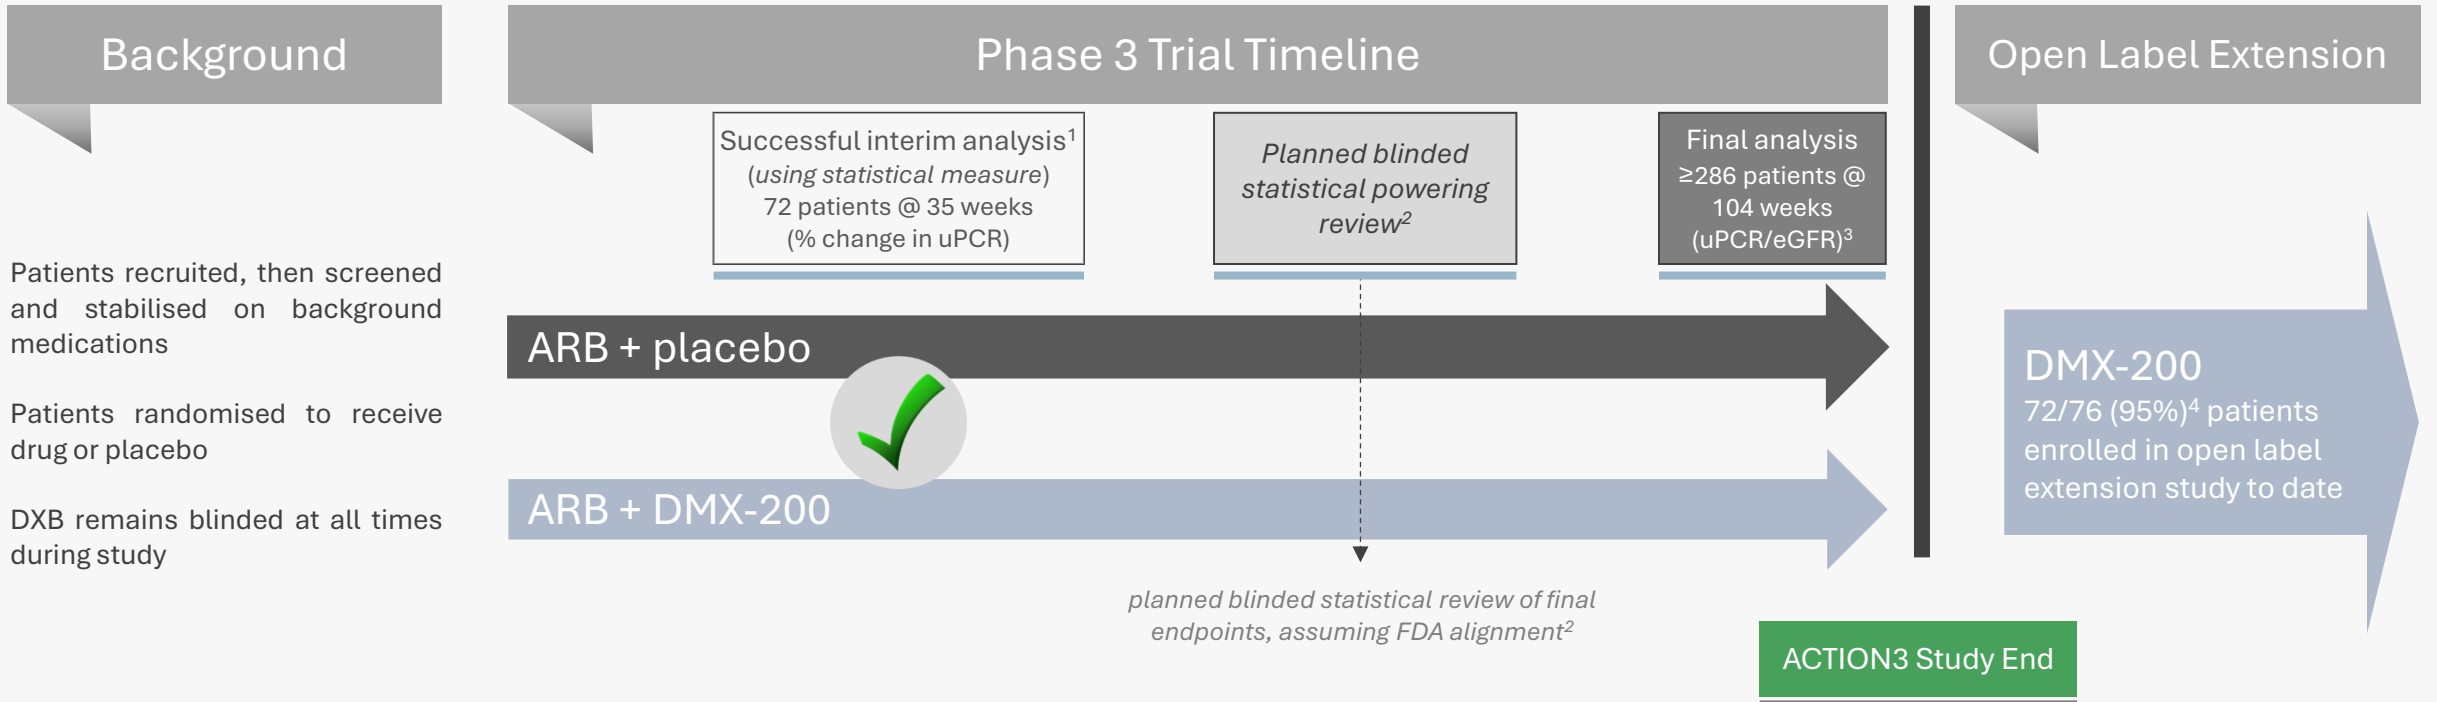 Background
Patients recruited, then screened
and stabilised on background
medications
Patients randomised to receive
drug or placebo
DXB remains blinded at all times
during study
Phase 3 Trial Timeline
Successful interim analysis¹
(using statistical measure)
72 patients @ 35 weeks
(% change in uPCR)
Planned blinded
statistical powering
review²
Final analysis
≥286 patients @
104 weeks
(uPCR/eGFR)³
ARB + placebo
ARB + DMX-200
planned blinded statistical review of final
endpoints, assuming FDA alignment²
ACTION3 Study End
Open Label Extension
DMX-200
72/76 (95%)⁴ patients
enrolled in open label
extension study to date